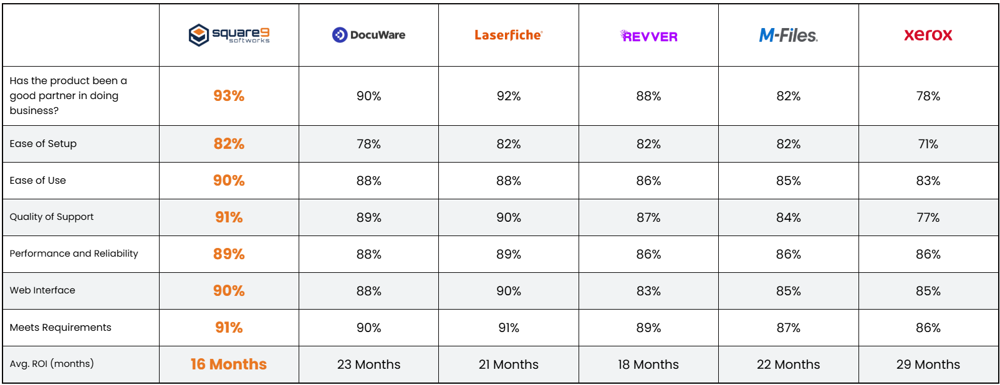 square9
softworks
DocuWare
Laserfiche®
REVVER
M-Files.
xerox
Has the product been a
good partner in doing
business?
93%
90%
92%
88%
82%
78%
Ease of Setup
82%
78%
82%
82%
82%
71%
Ease of Use
90%
88%
88%
86%
85%
83%
Quality of Support
91%
89%
90%
87%
84%
77%
Performance and Reliability
89%
88%
89%
86%
86%
86%
Web Interface
90%
88%
90%
83%
85%
85%
Meets Requirements
91%
90%
91%
89%
87%
86%
Avg. ROI (months)
16 Months
23 Months
21 Months
18 Months
22 Months
29 Months